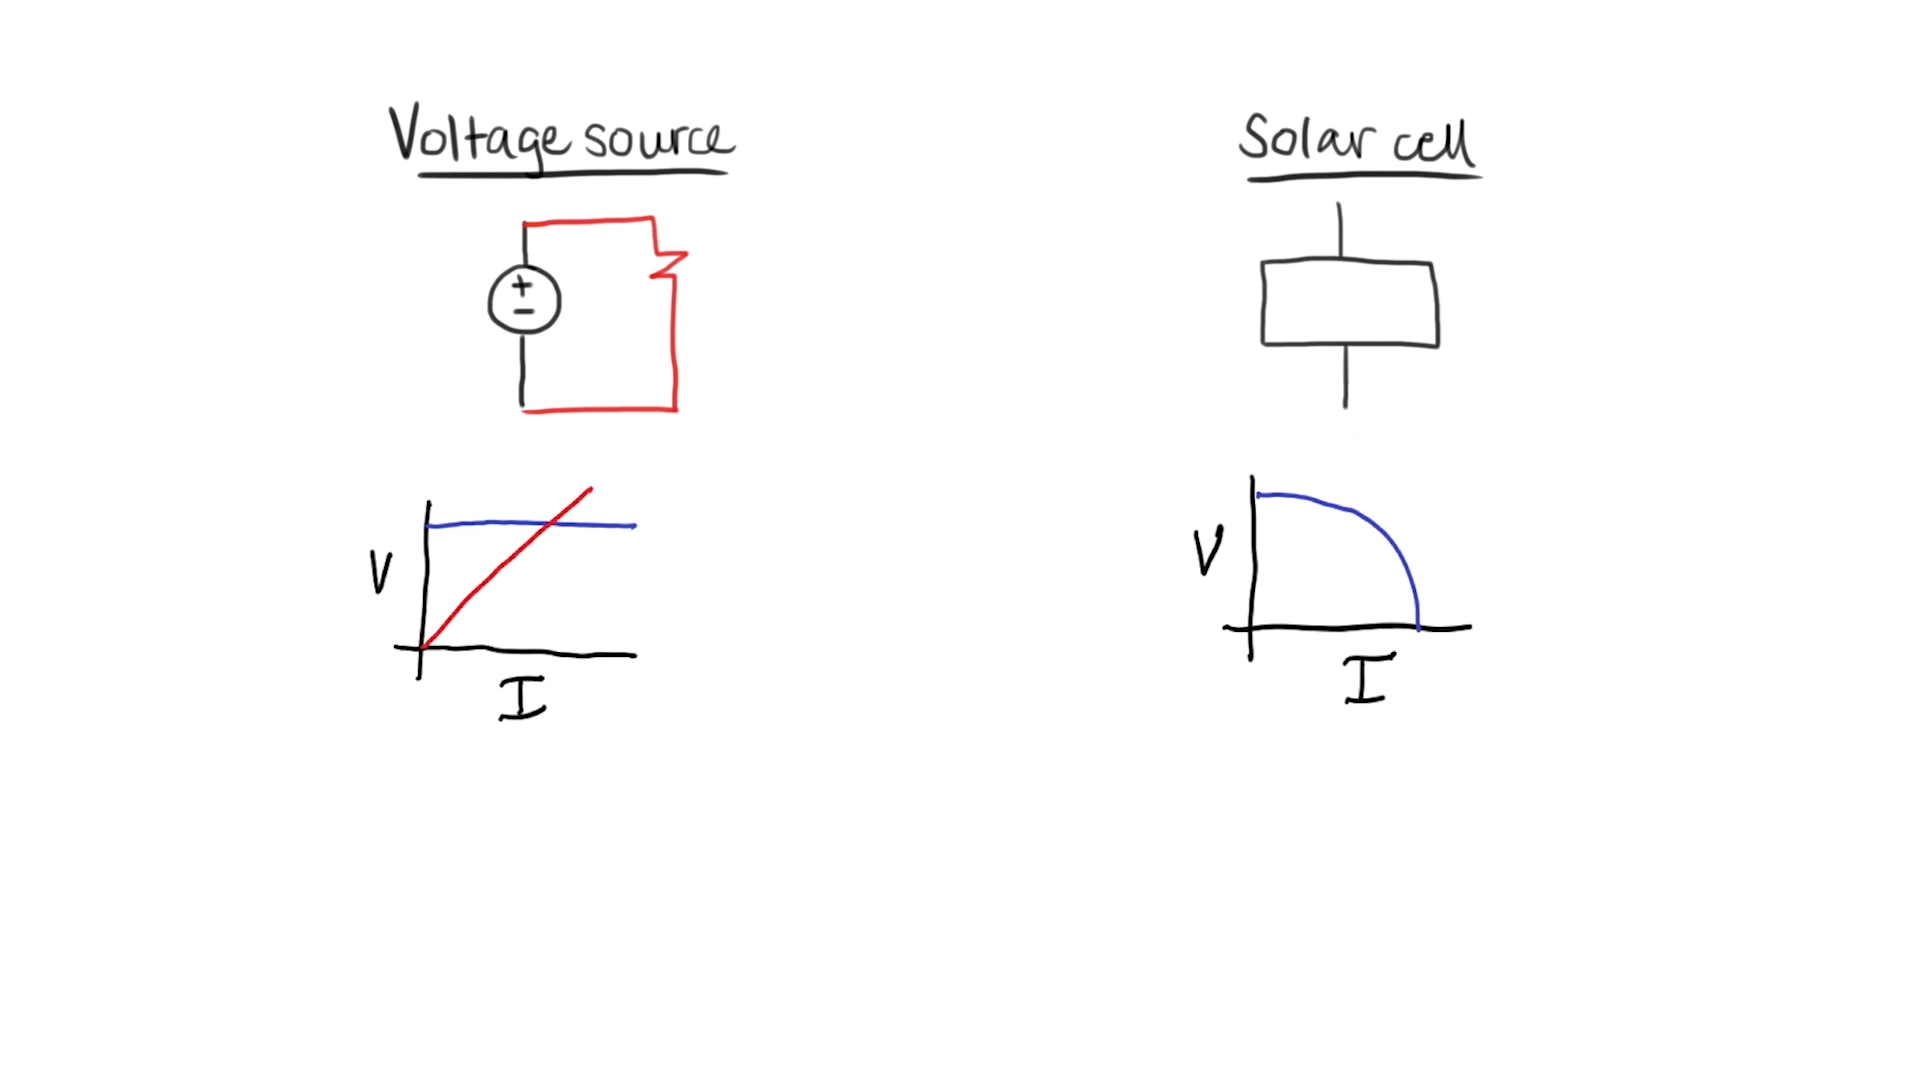 Voltage source
+
−
V
I
Solar cell
V
I